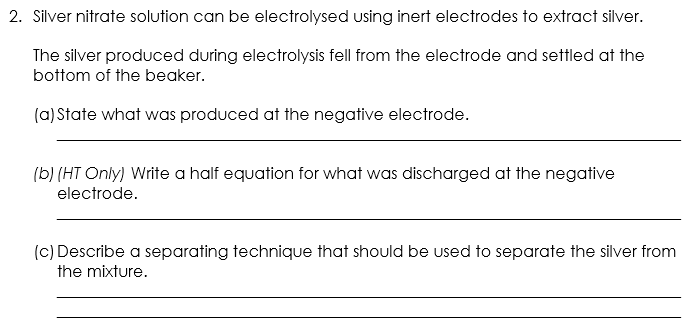 2. Silver nitrate solution can be electrolysed using inert electrodes to extract silver.
The silver produced during electrolysis fell from the electrode and settled at the
bottom of the beaker.
(a) State what was produced at the negative electrode.
(b) (HT Only) Write a half equation for what was discharged at the negative
electrode.
(c) Describe a separating technique that should be used to separate the silver from
the mixture.